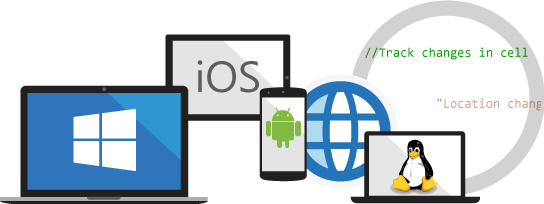 //Track changes in cell
iOS
"Location chang